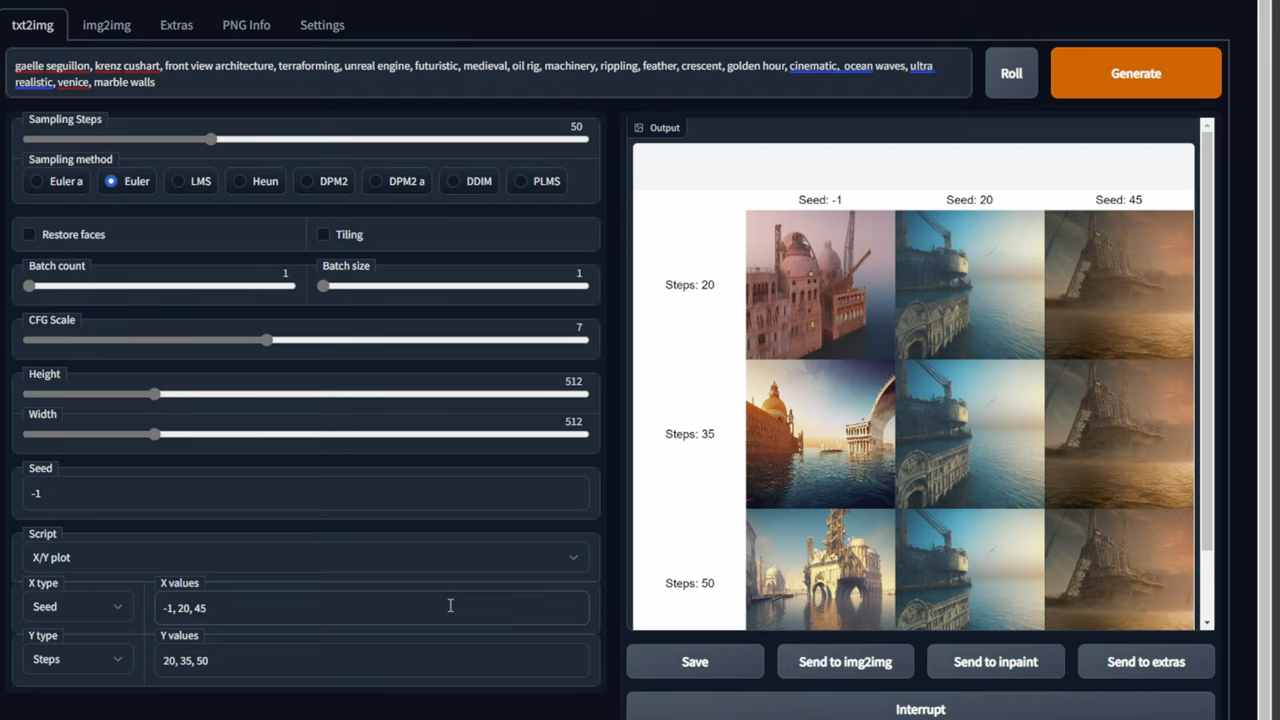 txt2img img2img Extras PNG Info Settings
gaelle seguillon, krenz cushart, front view architecture, terraforming, unreal engine, futuristic, medieval, oil rig, machinery, rippling, feather, crescent, golden hour, cinematic, ocean waves, ultra
realistic, venice, marble walls
Roll
Generate
Sampling Steps
50
Sampling method
Euler a Euler LMS Heun DPM2 DPM2 a DDIM PLMS
Restore faces
Tiling
Batch count
1
Batch size
1
CFG Scale
7
Height
512
Width
512
Seed
-1
Script
X/Y plot
X type
Seed
X values
-1, 20, 45
Y type
Steps
Y values
20, 35, 50
Output
Seed: -1 Seed: 20 Seed: 45
Steps: 20
Steps: 35
Steps: 50
Save Send to img2img Send to inpaint Send to extras
Interrupt